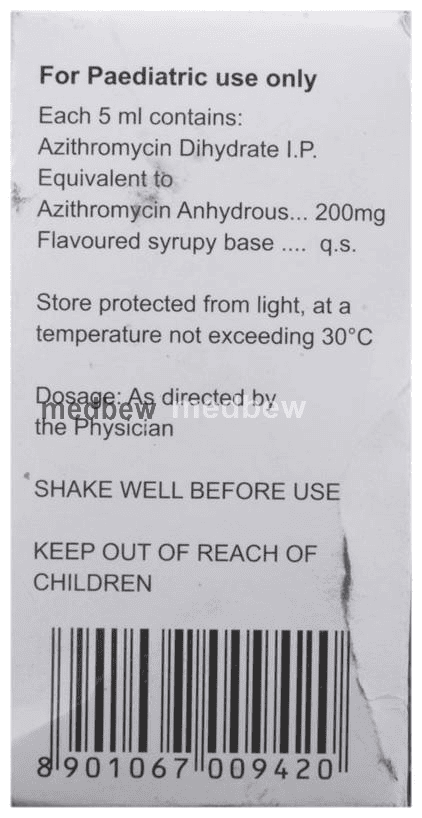 For Paediatric use only
Each 5 ml contains:
Azithromycin Dihydrate I.P.
Equivalent to
Azithromycin Anhydrous... 200mg
Flavoured syrupy base .... q.s.
Store protected from light, at a
temperature not exceeding 30°C
Dosage: As directed by
medbew medbew
the Physician
SHAKE WELL BEFORE USE
KEEP OUT OF REACH OF
CHILDREN
8 901067 009420